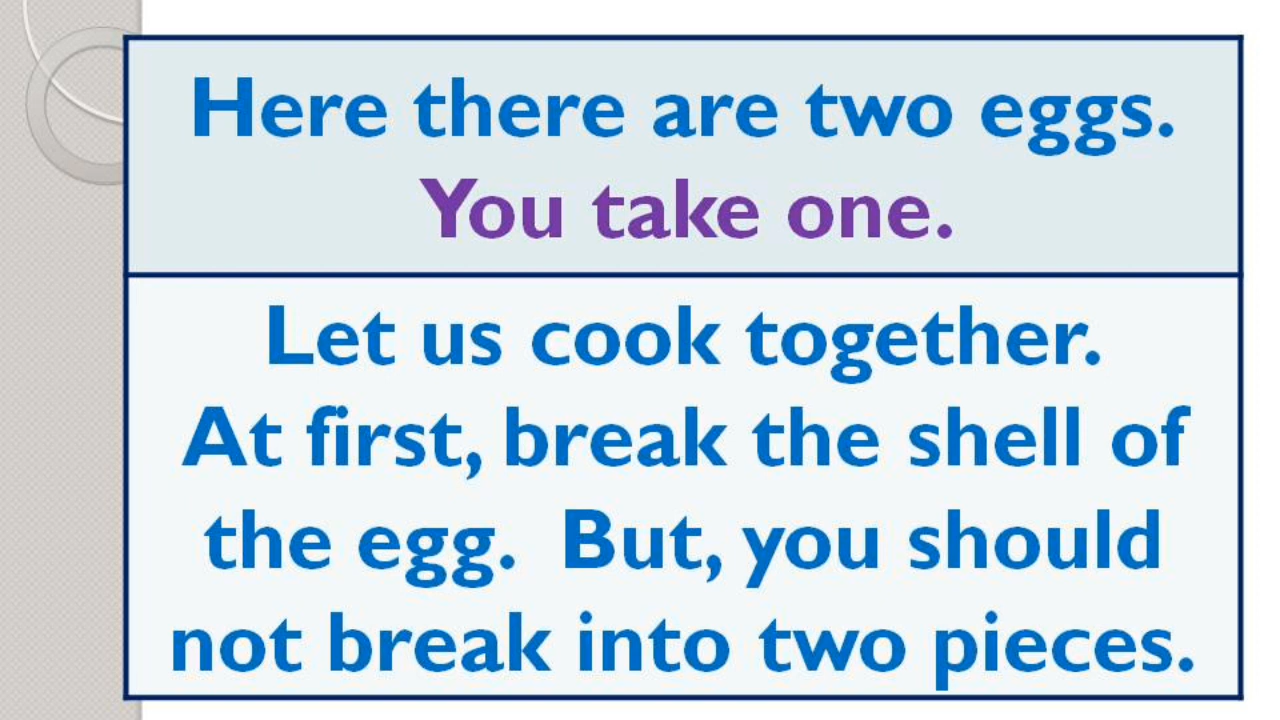 Here there are two eggs.
You take one.
Let us cook together.
At first, break the shell of
the egg.  But, you should
not break into two pieces.